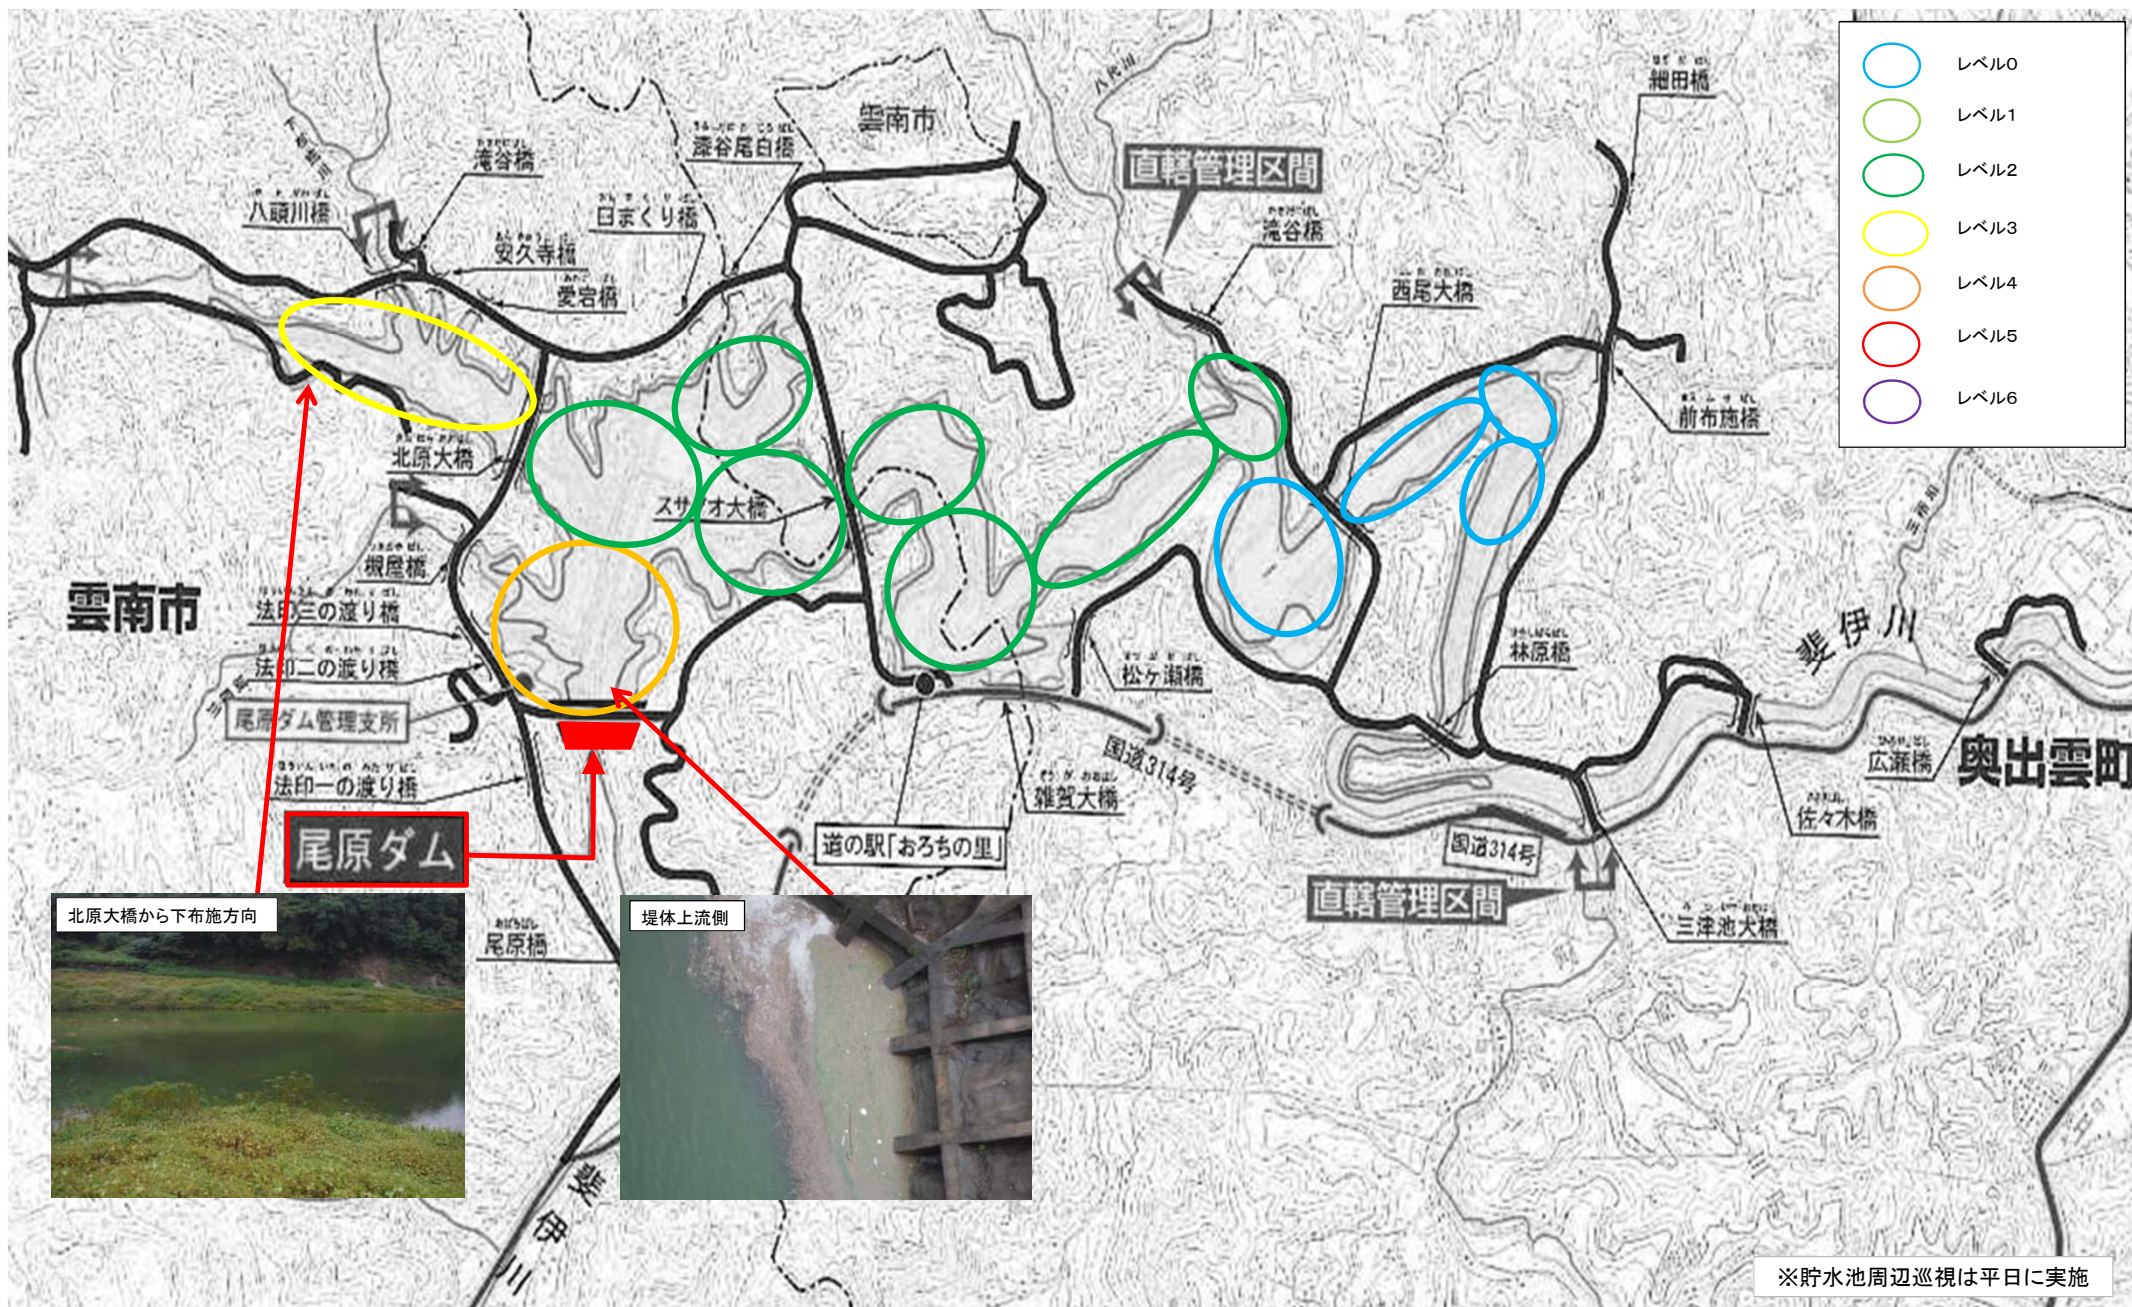 レベル0
レベル1
レベル2
レベル3
レベル4
レベル5
レベル6
細田橋
八代川
雲南市
漆谷尾白橋
滝谷橋
直轄管理区間
八頭川橋
日まくり橋
安久寺橋
滝谷橋
愛宕橋
西尾大橋
前布施橋
北原大橋
スサノオ大橋
槻屋橋
雲南市
法印三の渡り橋
斐伊川
法印二の渡り橋
林原橋
松ヶ瀬橋
尾原ダム管理支所
国道314号
広瀬橋
奥出雲町
法印一の渡り橋
雑賀大橋
佐々木橋
尾原ダム
道の駅「おろちの里」
国道314号
直轄管理区間
北原大橋から下布施方向
堤体上流側
三津池大橋
尾原橋
斐伊川
※貯水池周辺巡視は平日に実施